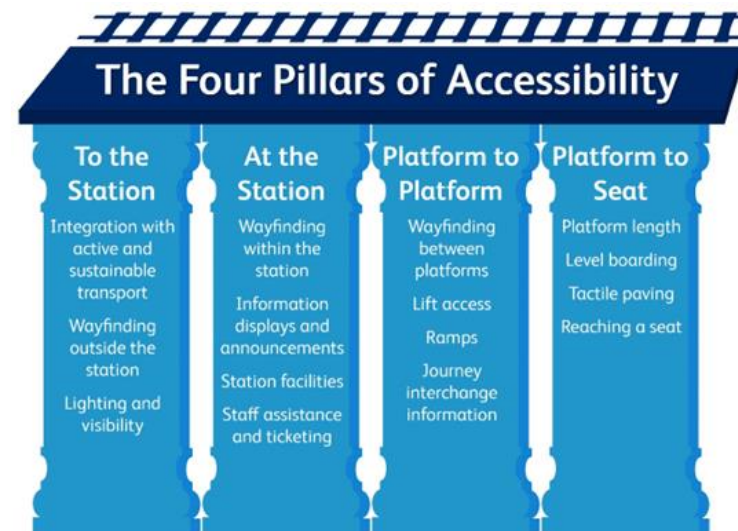 The Four Pillars of Accessibility
To the
Station
Integration with
active and
sustainable
transport
Wayfinding
outside the
station
Lighting and
visibility
At the
Station
Wayfinding
within the
station
Information
displays and
announcements
Station facilities
Staff assistance
and ticketing
Platform to
Platform
Wayfinding
between
platforms
Lift access
Ramps
Journey
interchange
information
Platform to
Seat
Platform length
Level boarding
Tactile paving
Reaching a seat